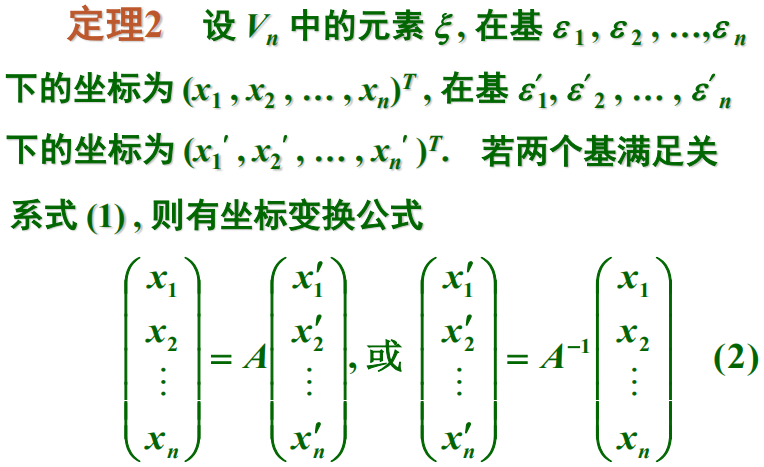 定理2 设 Vₙ 中的元素 ξ, 在基 ε₁, ε₂, …,εₙ
下的坐标为 (x₁, x₂, …, xₙ)ᵀ, 在基 ε′₁, ε′₂, …, ε′ₙ
下的坐标为 (x₁′, x₂′, …, xₙ′)ᵀ. 若两个基满足关
系式 (1), 则有坐标变换公式
(x₁ x₂ ⋮ xₙ) = A (x′₁ x′₂ ⋮ x′ₙ), 或 (x′₁ x′₂ ⋮ x′ₙ) = A⁻¹ (x₁ x₂ ⋮ xₙ) (2)